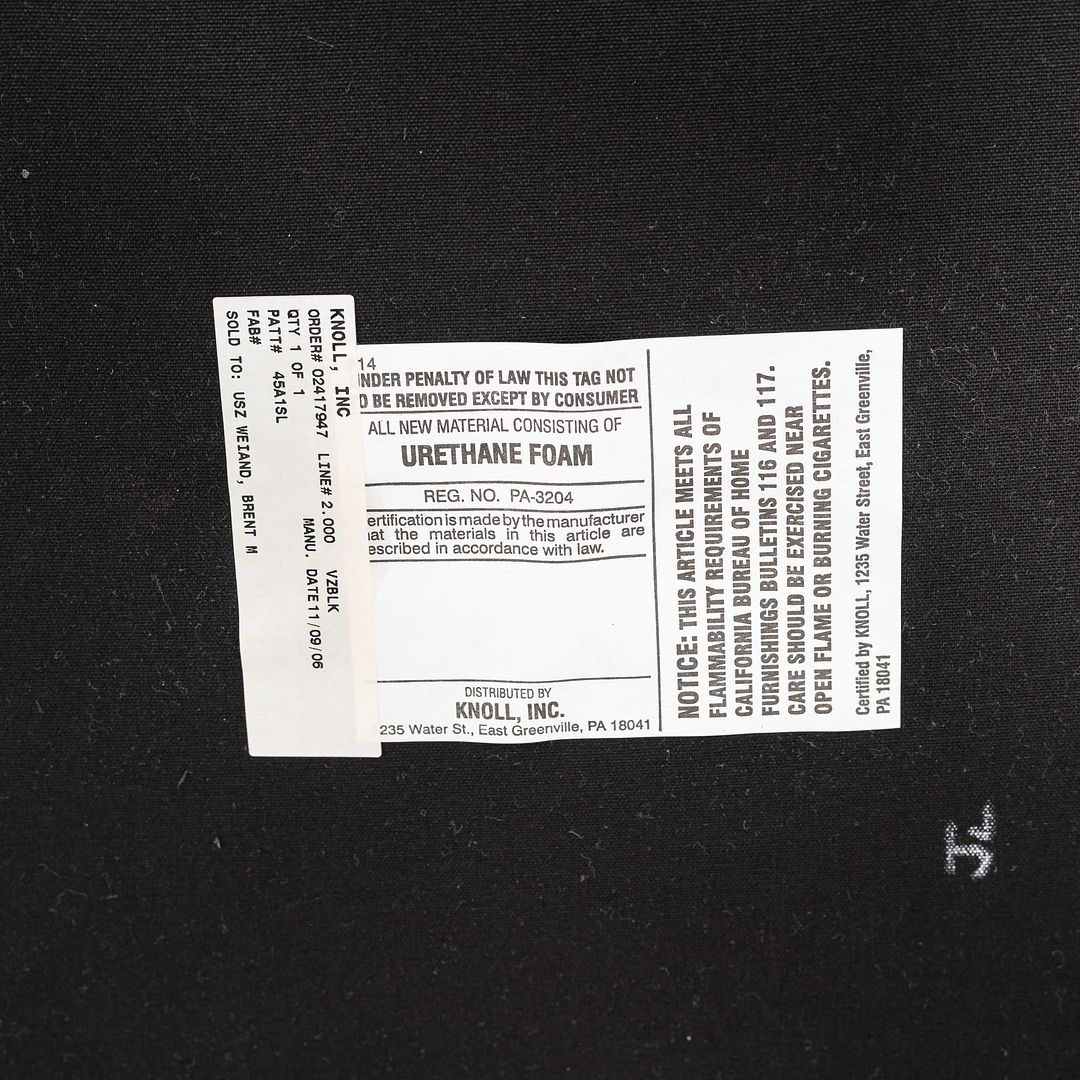 KNOLL, INC
ORDER# 02417947 LINE# 2.000 VZBLK
QTY 1 OF 1 MANU. DATE 11/09/06
PATT# 45A1SL
FAB#
SOLD TO: USZ WEIAND, BRENT M
14
NDER PENALTY OF LAW THIS TAG NOT
O BE REMOVED EXCEPT BY CONSUMER
ALL NEW MATERIAL CONSISTING OF
URETHANE FOAM
REG. NO. PA-3204
ertification is made by the manufacturer
at the materials in this article are
escribed in accordance with law.
DISTRIBUTED BY
KNOLL, INC.
235 Water St., East Greenville, PA 18041
NOTICE: THIS ARTICLE MEETS ALL
FLAMMABILITY REQUIREMENTS OF
CALIFORNIA BUREAU OF HOME
FURNISHINGS BULLETINS 116 AND 117.
CARE SHOULD BE EXERCISED NEAR
OPEN FLAME OR BURNING CIGARETTES.
Certified by KNOLL, 1235 Water Street, East Greenville,
PA 18041
JL